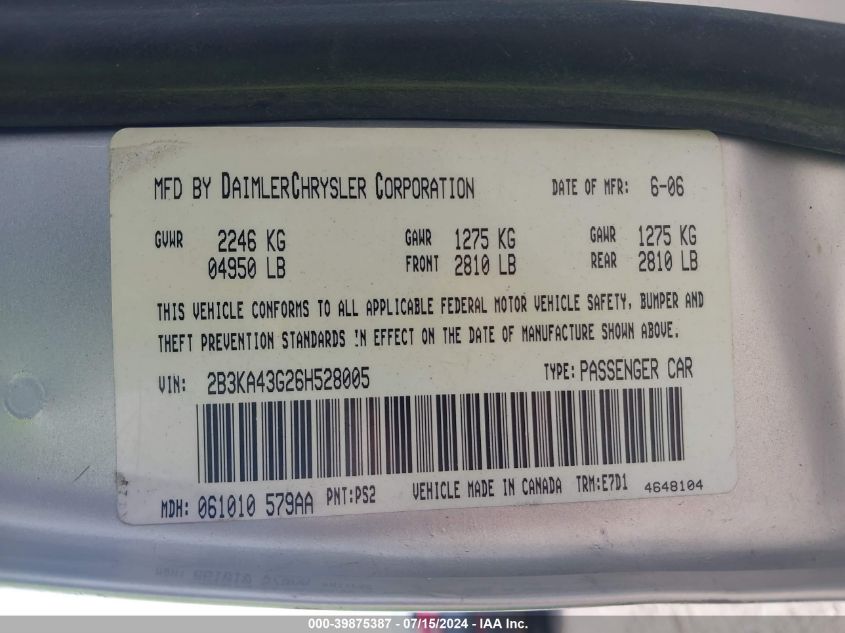 MFD BY DAIMLERCHRYSLER CORPORATION DATE OF MFR: 6-06
GVWR 2246 KG GAWR 1275 KG GAWR 1275 KG
04950 LB FRONT 2810 LB REAR 2810 LB
THIS VEHICLE CONFORMS TO ALL APPLICABLE FEDERAL MOTOR VEHICLE SAFETY, BUMPER AND
THEFT PREVENTION STANDARDS IN EFFECT ON THE DATE OF MANUFACTURE SHOWN ABOVE.
VIN: 2B3KA43G26H528005 TYPE: PASSENGER CAR
MDH: 061010 579AA PNT:PS2 VEHICLE MADE IN CANADA TRM:E7D1 4648104
000-39875387 - 07/15/2024 - IAA Inc.